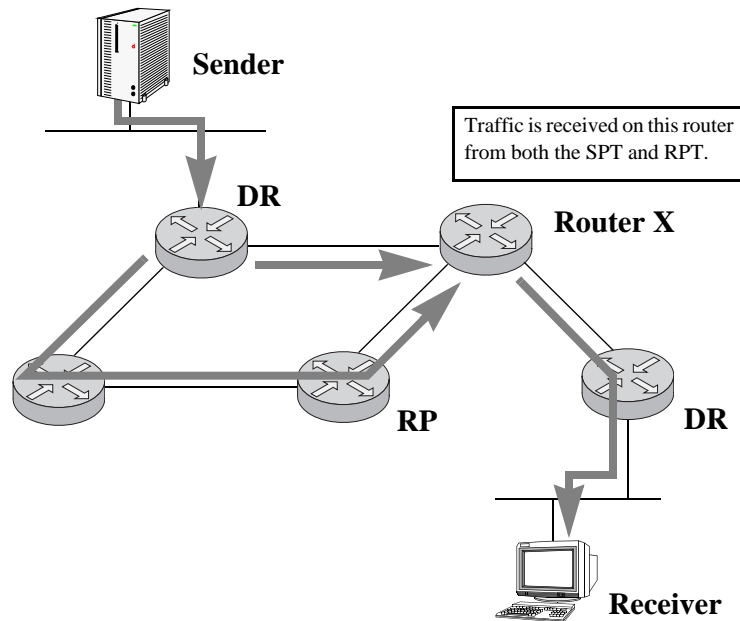 Sender
Traffic is received on this router
from both the SPT and RPT.
DR
Router X
RP
DR
Receiver